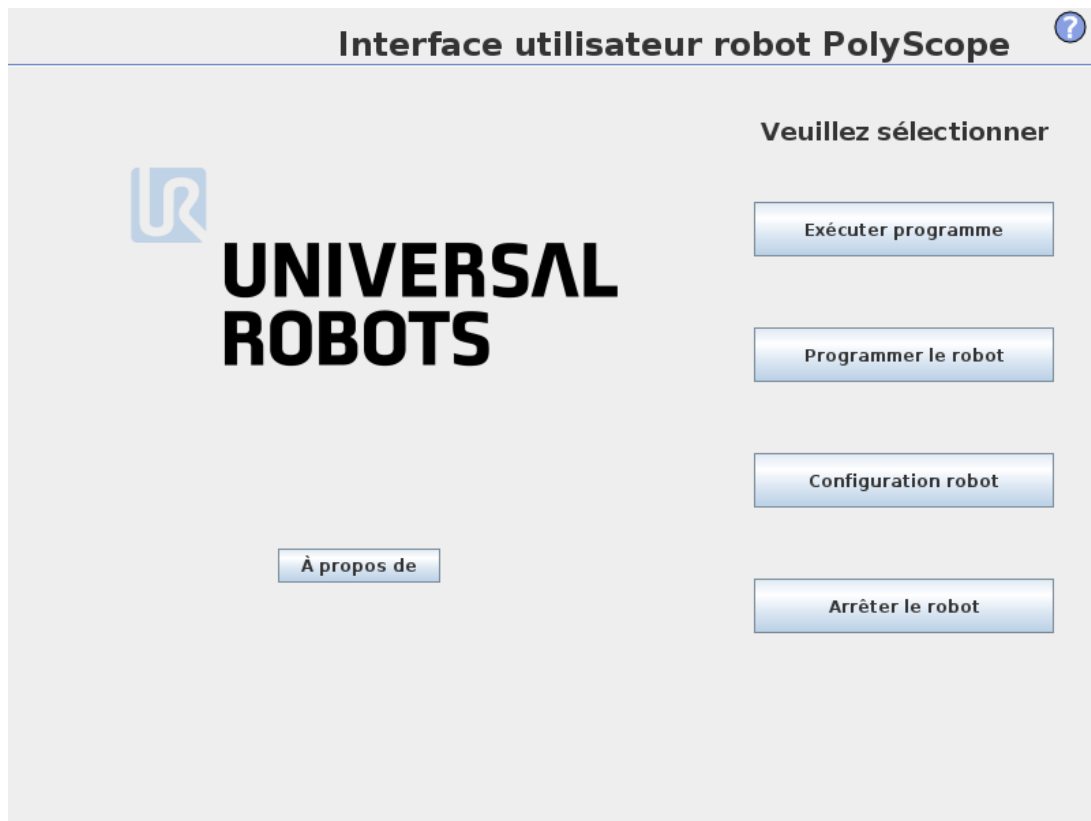 Interface utilisateur robot PolyScope
?
Veuillez sélectionner
UR
UNIVERSAL
ROBOTS
Exécuter programme
Programmer le robot
Configuration robot
À propos de
Arrêter le robot